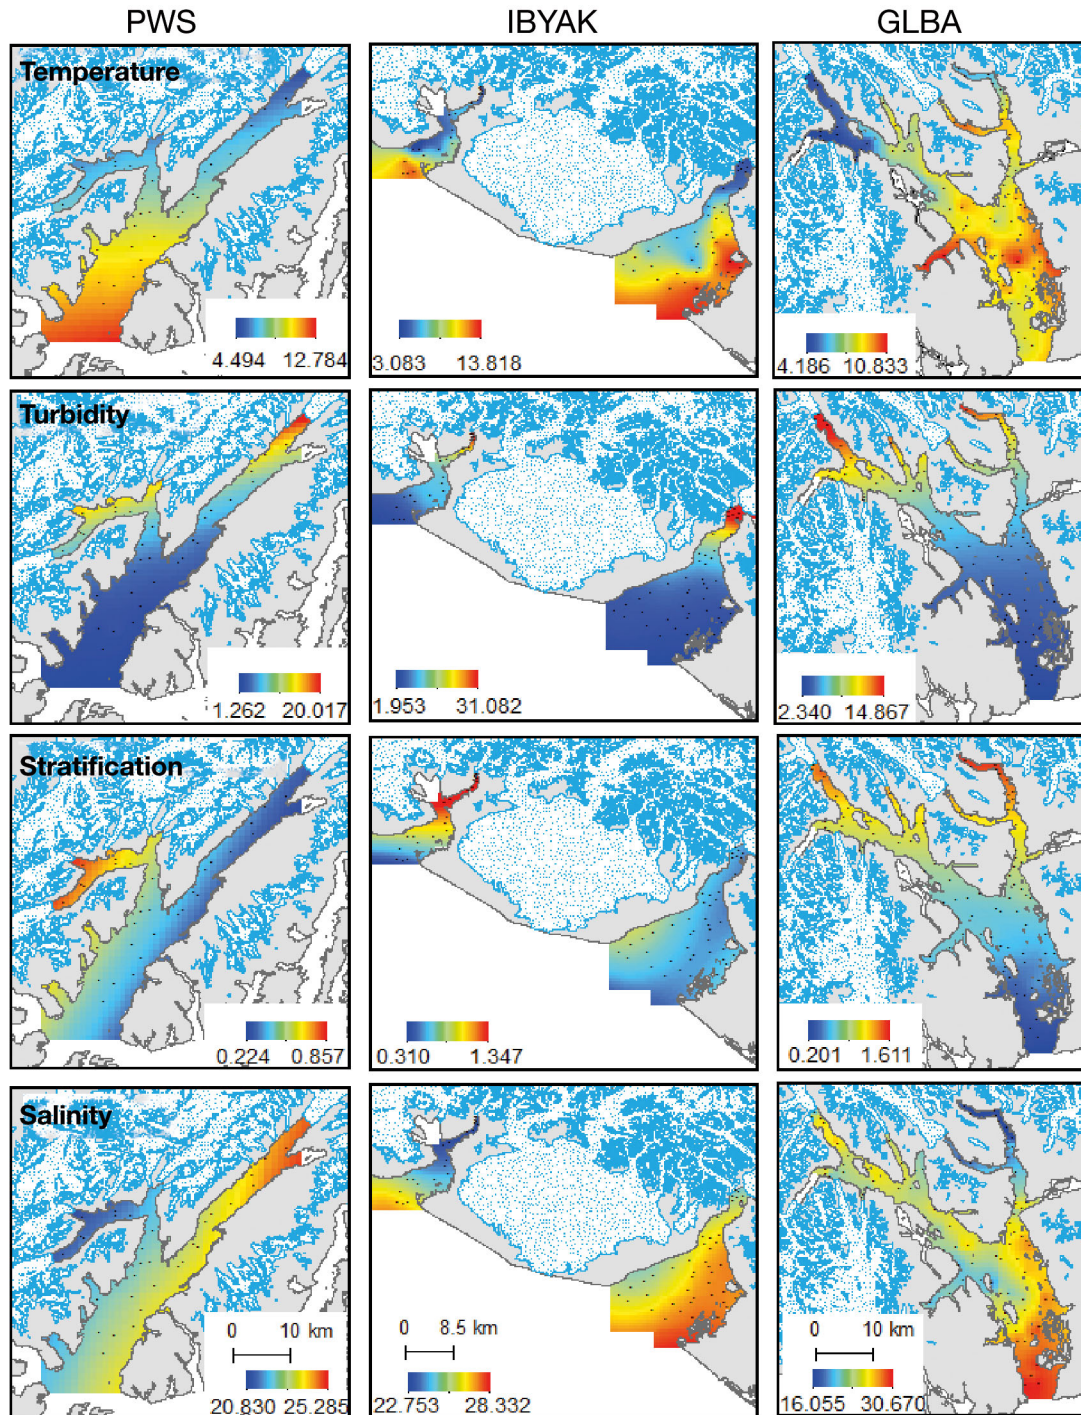 PWS IBYAK GLBA
Temperature
4.494 12.784
3.083 13.818
4.186 10.833
Turbidity
1.262 20.017
1.953 31.082
2.340 14.867
Stratification
0.224 0.857
0.310 1.347
0.201 1.611
Salinity
0 10 km
20.830 25.285
0 8.5 km
22.753 28.332
0 10 km
16.055 30.670